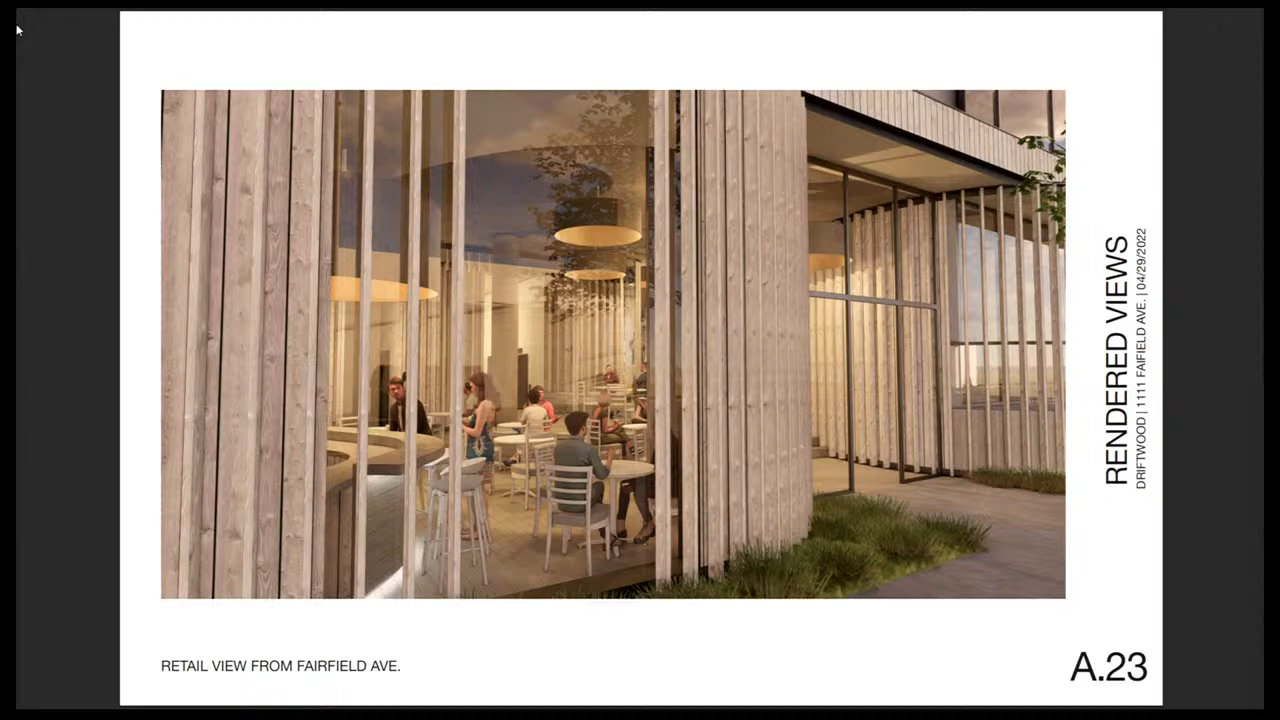 RENDERED VIEWS
DRIFTWOOD | 1111 FAIFIELD AVE. | 04/29/2022
RETAIL VIEW FROM FAIRFIELD AVE.
A.23